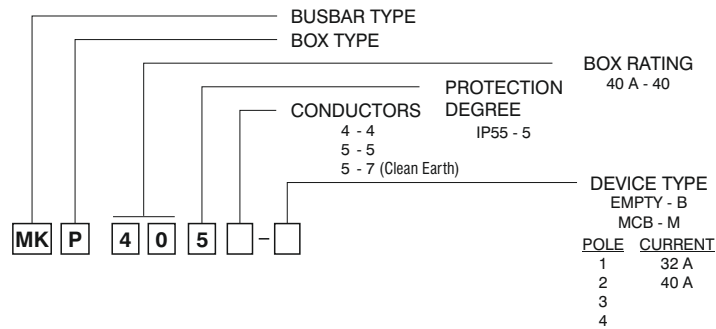 BUSBAR TYPE
BOX TYPE
BOX RATING
40 A - 40
PROTECTION
DEGREE
IP55 - 5
CONDUCTORS
4 - 4
5 - 5
5 - 7 (Clean Earth)
DEVICE TYPE
EMPTY - B
MCB - M
POLE CURRENT
1 32 A
2 40 A
3
4
MK P 4 0 5 -